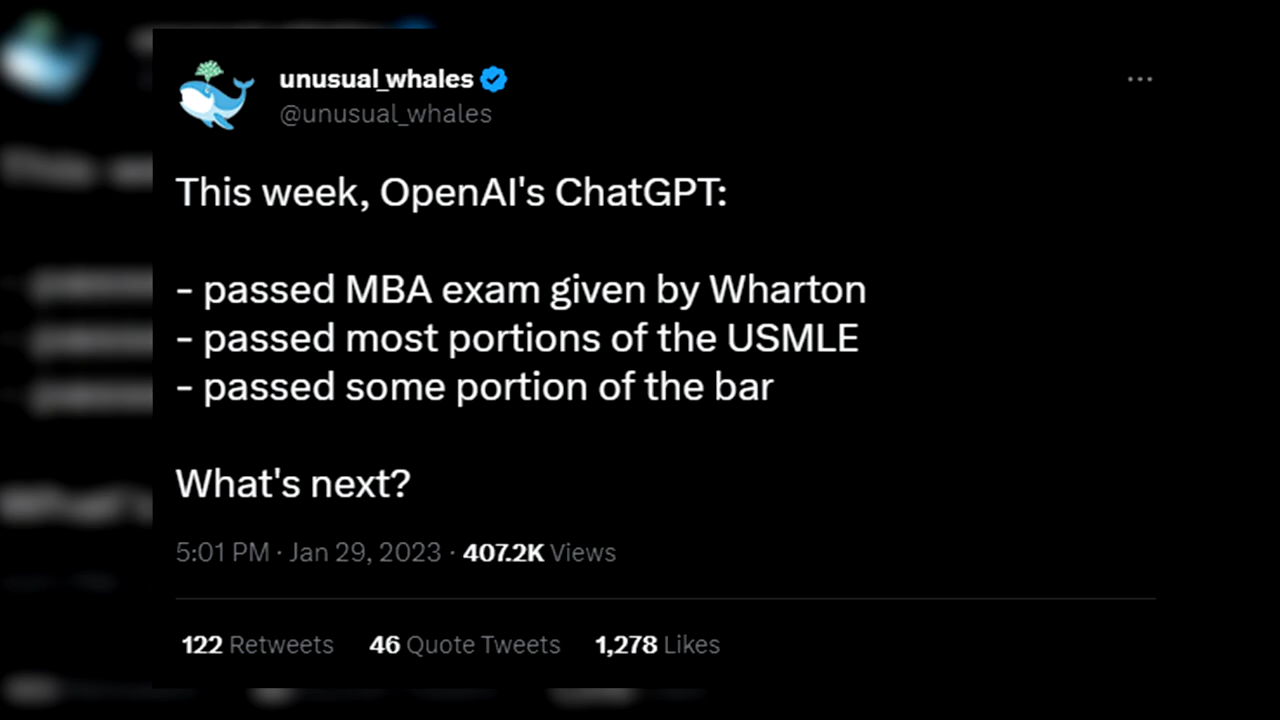 unusual_whales
@unusual_whales
This week, OpenAI's ChatGPT:
- passed MBA exam given by Wharton
- passed most portions of the USMLE
- passed some portion of the bar
What's next?
5:01 PM · Jan 29, 2023 · 407.2K Views
122 Retweets 46 Quote Tweets 1,278 Likes